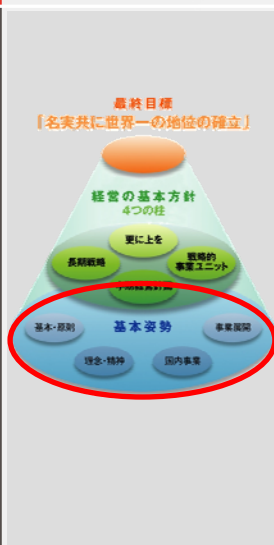 最終目標
「名実共に世界一の地位の確立」
経営の基本方針
4つの柱
更に上を
長期戦略
戦略的
事業ユニット
基本姿勢
基本・原則
事業展開
理念・精神
国内事業